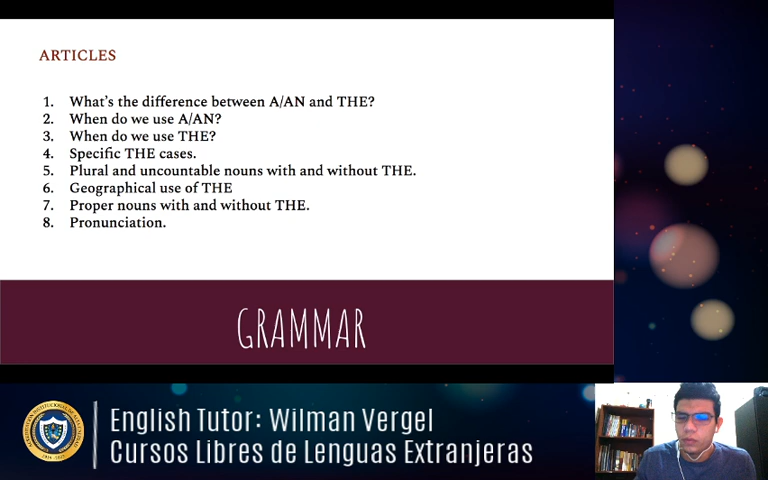 ARTICLES
1. What's the difference between A/AN and THE?
2. When do we use A/AN?
3. When do we use THE?
4. Specific THE cases.
5. Plural and uncountable nouns with and without THE.
6. Geographical use of THE
7. Proper nouns with and without THE.
8. Pronunciation.
GRAMMAR
English Tutor: Wilman Vergel
Cursos Libres de Lenguas Extranjeras